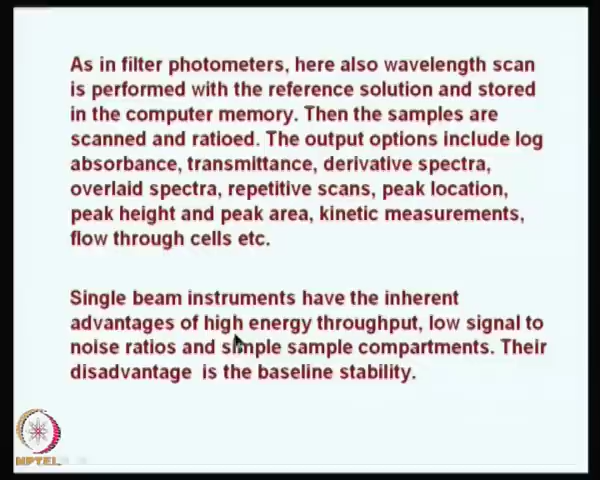 As in filter photometers, here also wavelength scan
is performed with the reference solution and stored
in the computer memory. Then the samples are
scanned and ratioed. The output options include log
absorbance, transmittance, derivative spectra,
overlaid spectra, repetitive scans, peak location,
peak height and peak area, kinetic measurements,
flow through cells etc.
Single beam instruments have the inherent
advantages of high energy throughput, low signal to
noise ratios and simple sample compartments. Their
disadvantage is the baseline stability.
NPTEL